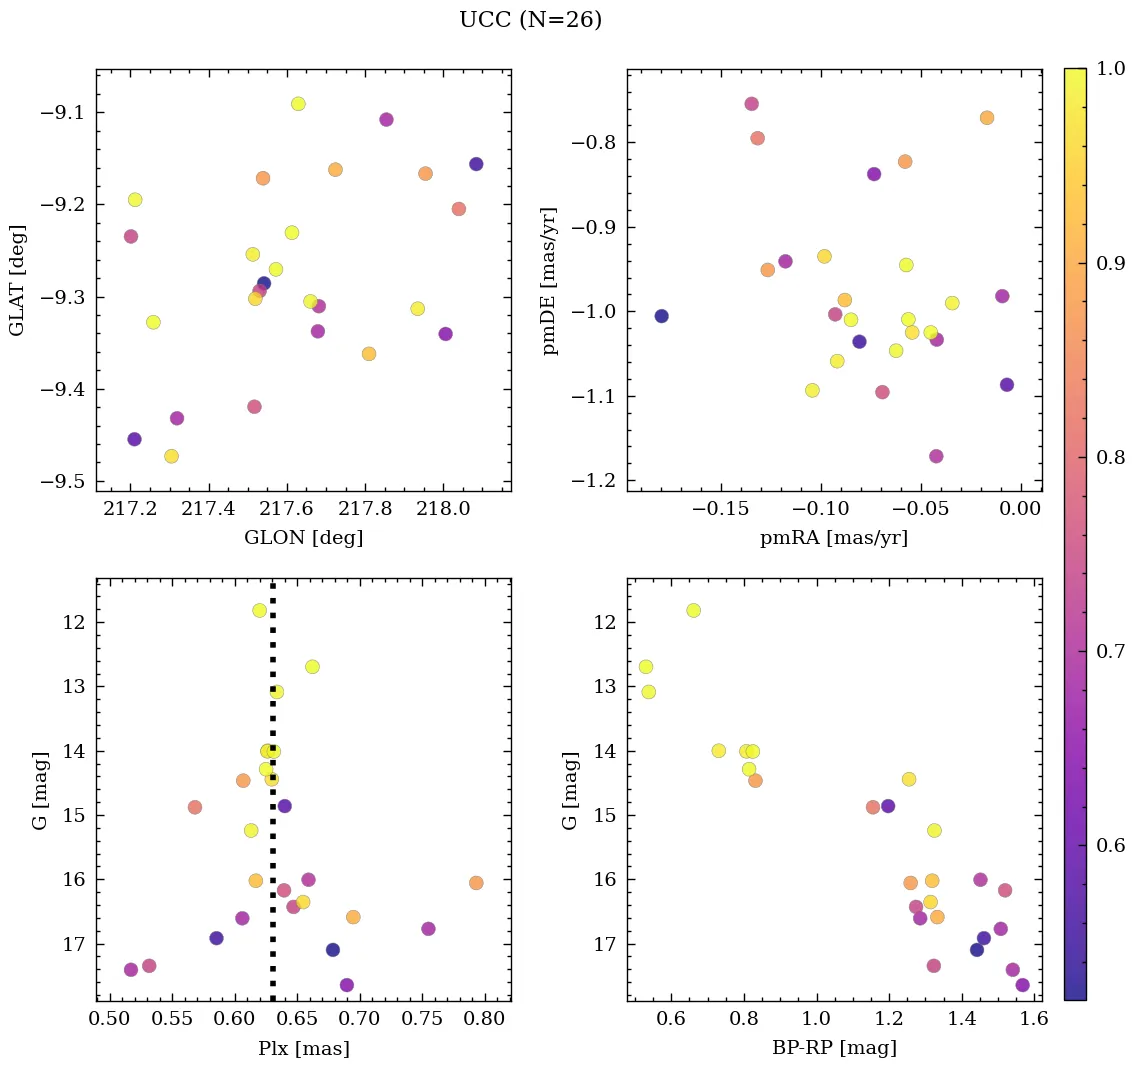 UCC (N=26)
−9.1
−9.2
−9.3
−9.4
−9.5
GLAT [deg]
217.2 217.4 217.6 217.8 218.0
GLON [deg]
−0.8
−0.9
−1.0
−1.1
−1.2
pmDE [mas/yr]
−0.15 −0.10 −0.05 0.00
pmRA [mas/yr]
12
13
14
15
16
17
G [mag]
0.50 0.55 0.60 0.65 0.70 0.75 0.80
Plx [mas]
12
13
14
15
16
17
G [mag]
0.6 0.8 1.0 1.2 1.4 1.6
BP-RP [mag]
1.0
0.9
0.8
0.7
0.6